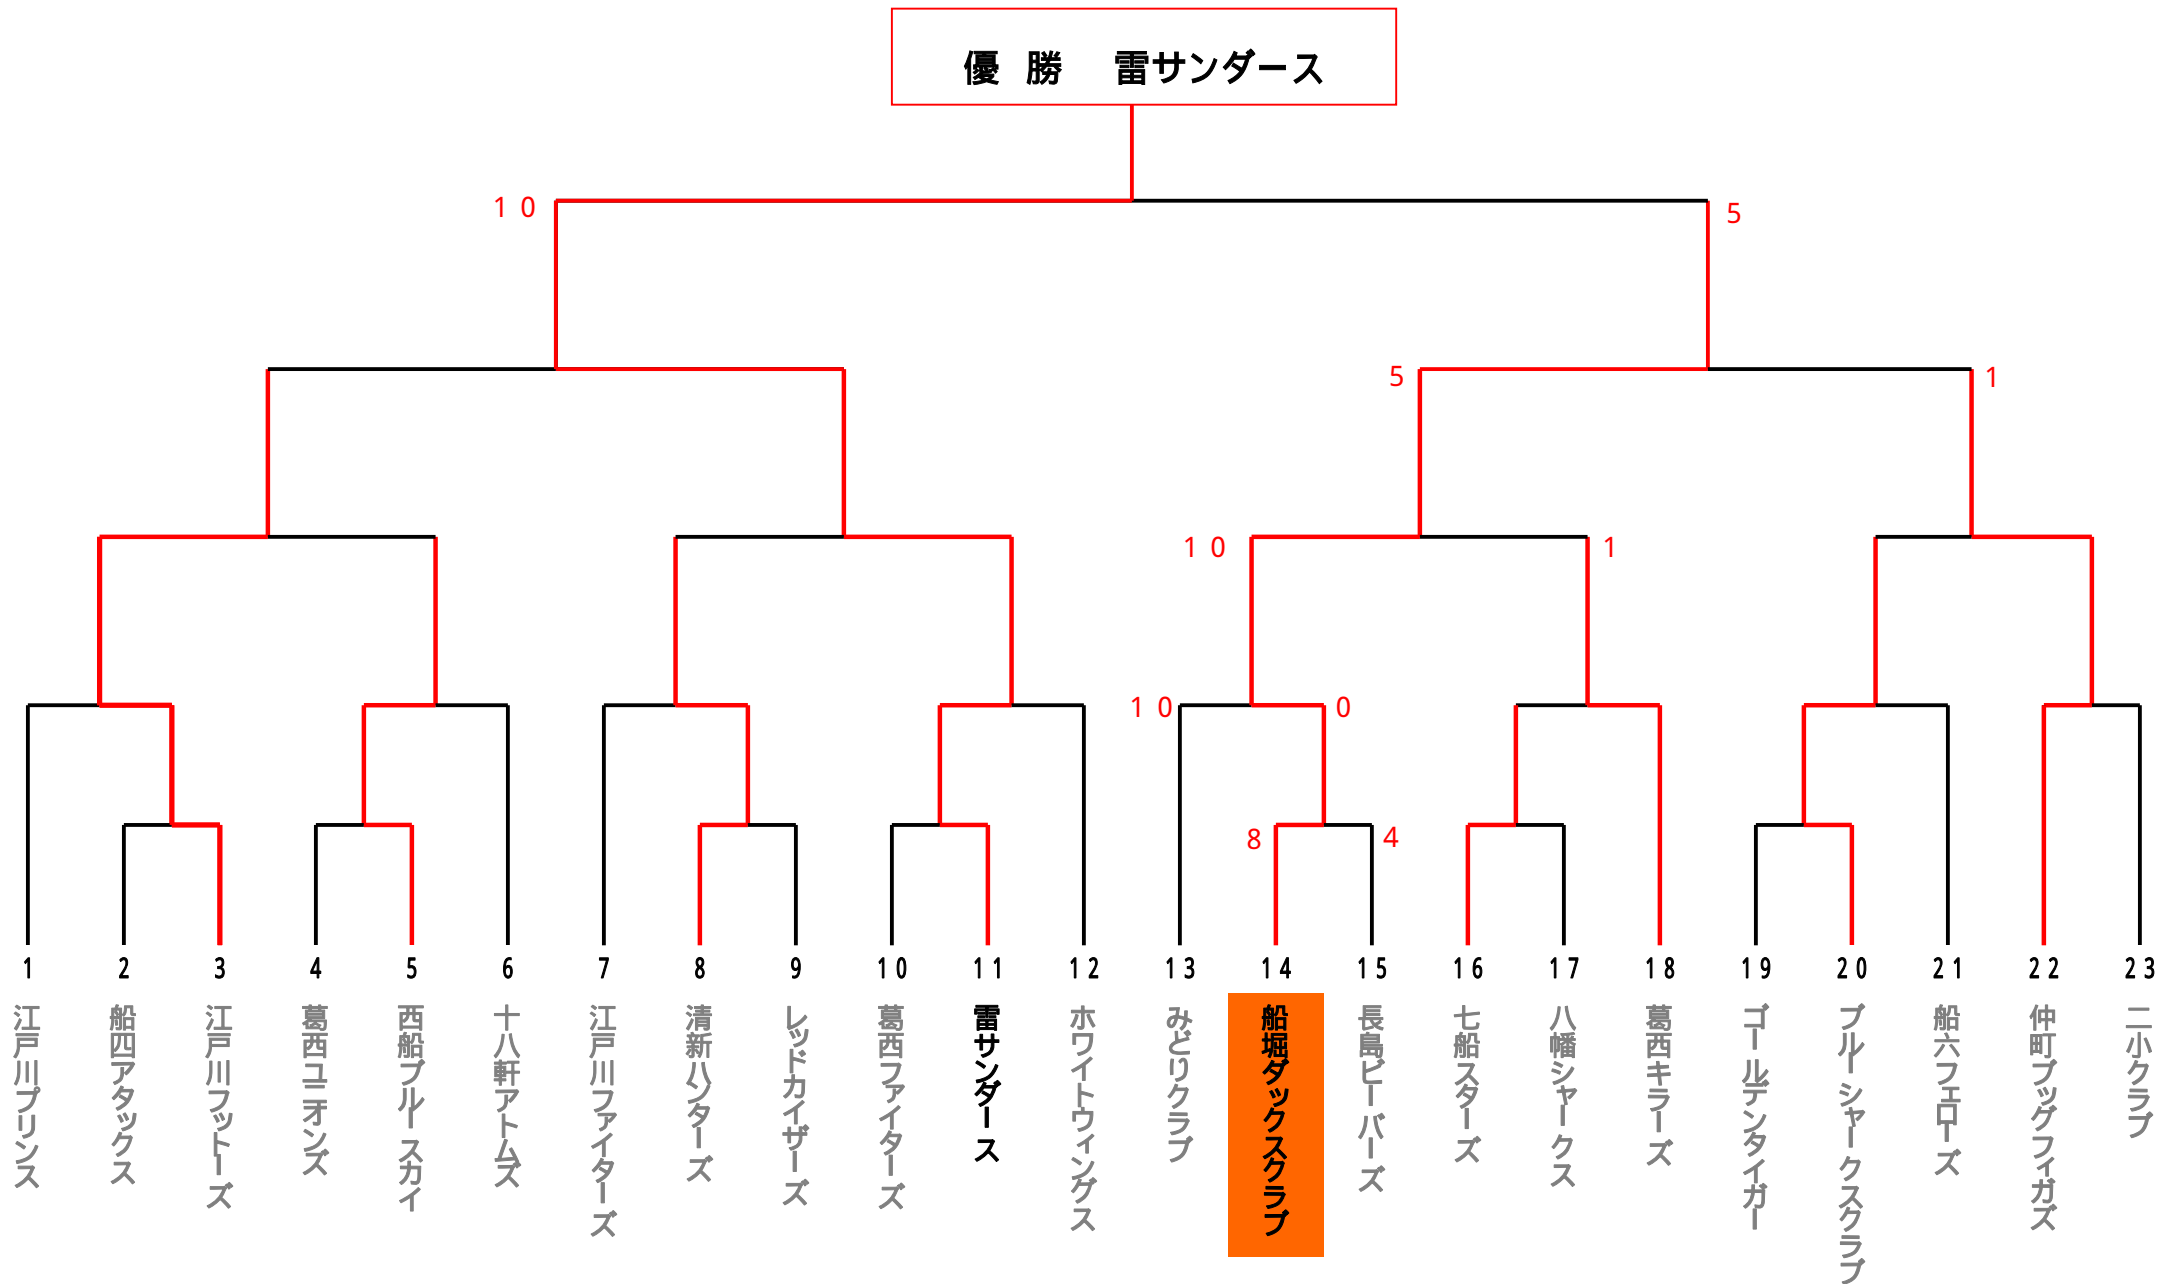 優 勝 雷サンダース
10
5
5
1
10
1
10
0
8
4
1
2
3
4
5
6
7
8
9
10
11
12
13
14
15
16
17
18
19
20
21
22
23
江戸川プリンス
船四アタックス
江戸川フットーズ
葛西ユニオンズ
西船ブルースカイ
十八軒アトムズ
江戸川ファイターズ
清新ハンターズ
レッドカイザーズ
葛西ファイターズ
雷サンダース
ホワイトウィングス
みどりクラブ
船堀ダックスクラブ
長島ビーバーズ
七船スターズ
八幡シャークス
葛西キラーズ
ゴールデンタイガー
ブルーシャークスクラブ
船六フェローズ
仲町ブッグフィガズ
二小クラブ